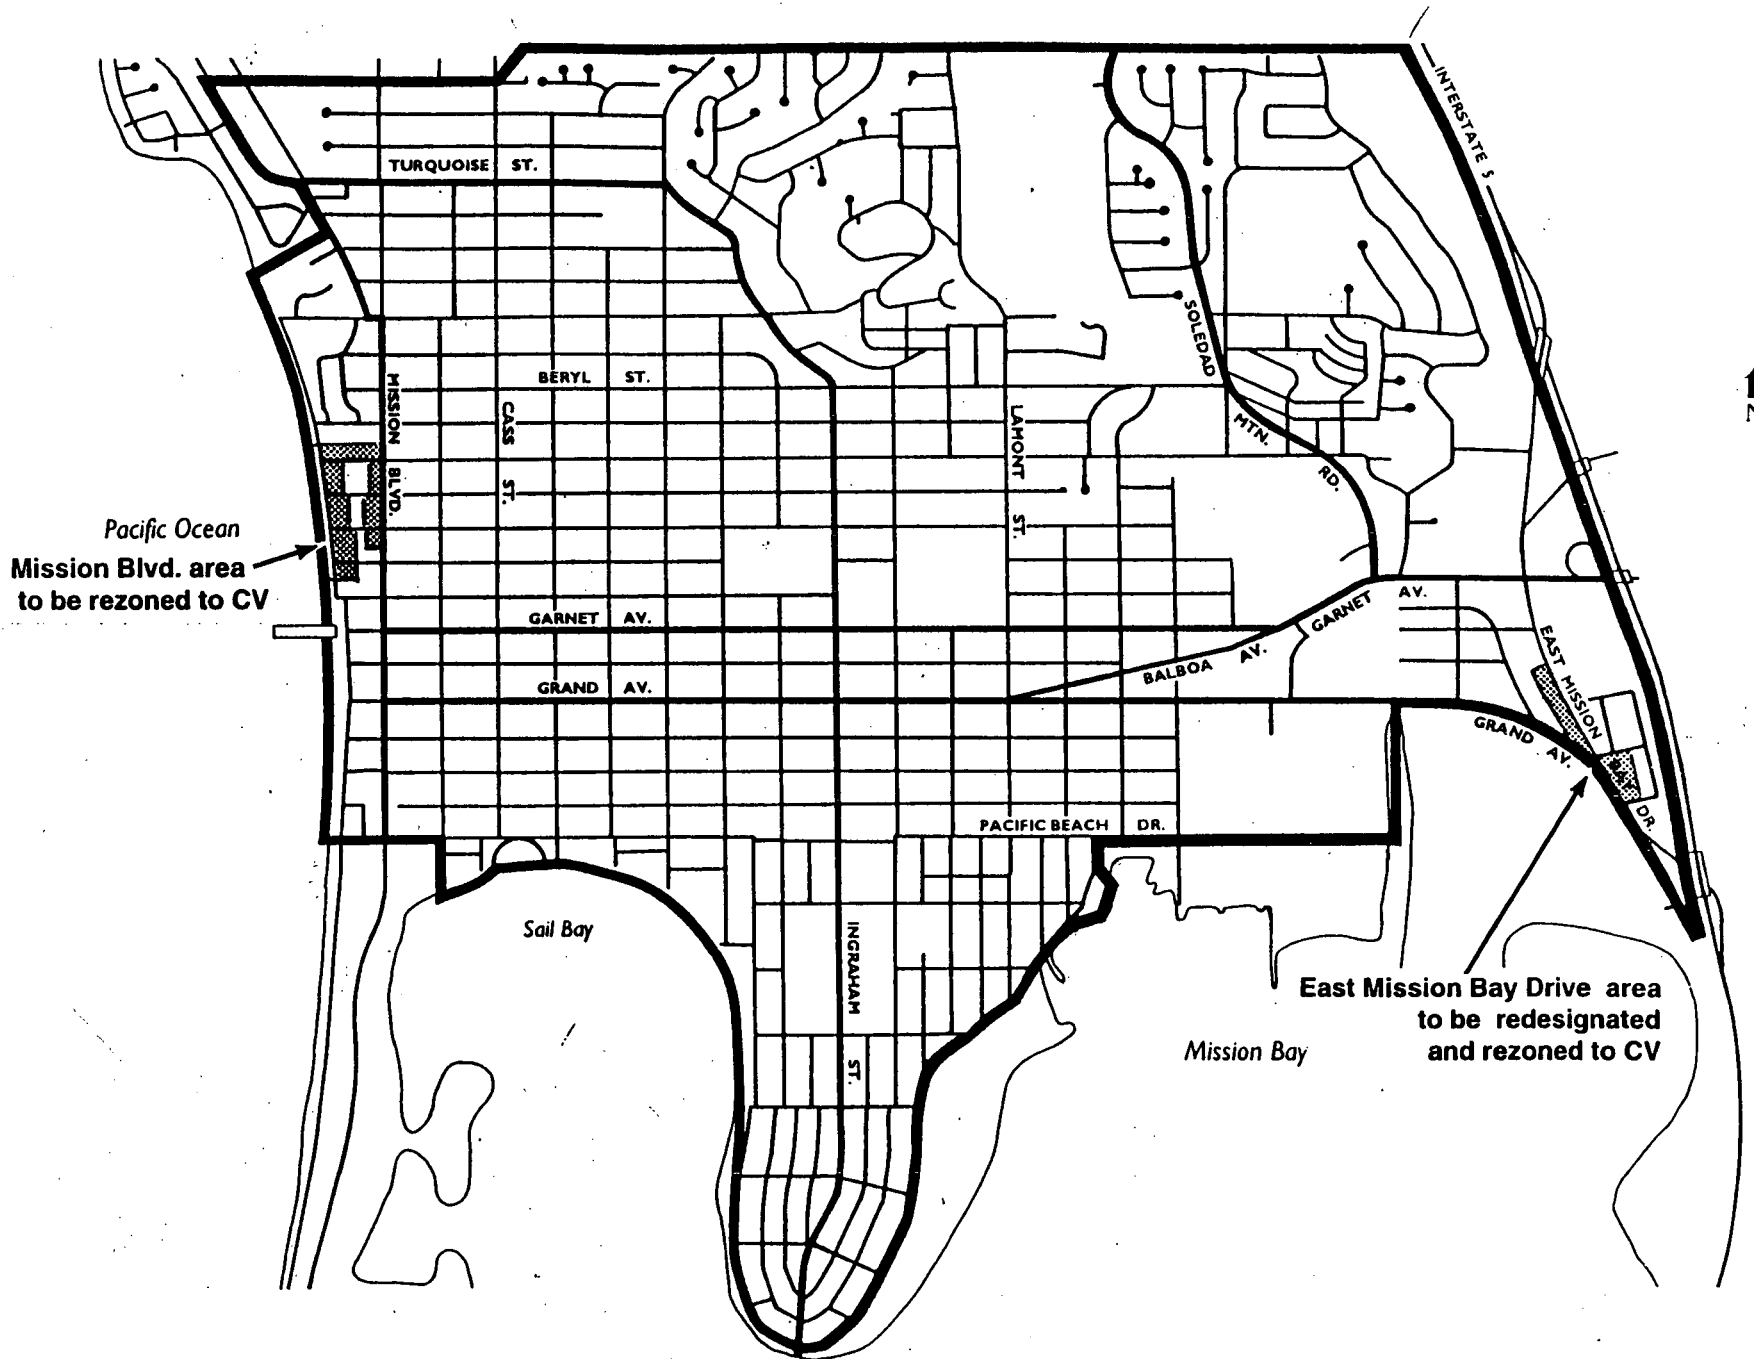 INTERSTATE 5
TURQUOISE ST.
SOLEDAD
MTN.
RD.
BERYL ST.
MISSION BLVD.
CASS ST.
LAMONT ST.
N
Pacific Ocean
Mission Blvd. area
to be rezoned to CV
GARNET AV.
GARNET AV.
BALBOA AV.
GRAND AV.
EAST MISSION
BAY
DR.
GRAND AV.
PACIFIC BEACH DR.
Sail Bay
INGRAHAM ST.
East Mission Bay Drive area
to be redesignated
and rezoned to CV
Mission Bay